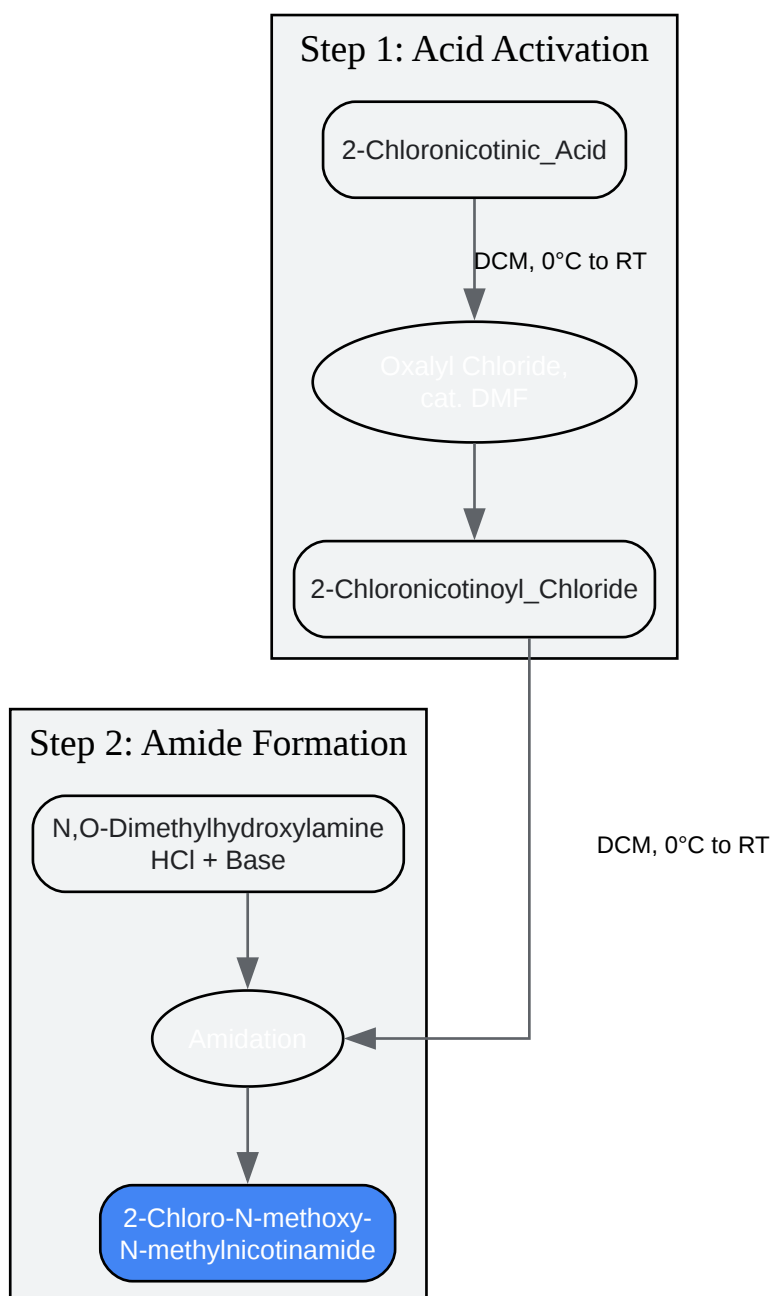 Step 1: Acid Activation
2-Chloronicotinic_Acid
DCM, 0°C to RT
Oxalyl Chloride,
cat. DMF
2-Chloronicotinoyl_Chloride
Step 2: Amide Formation
N,O-Dimethylhydroxylamine
HCl + Base
DCM, 0°C to RT
Amidation
2-Chloro-N-methoxy-
N-methylnicotinamide